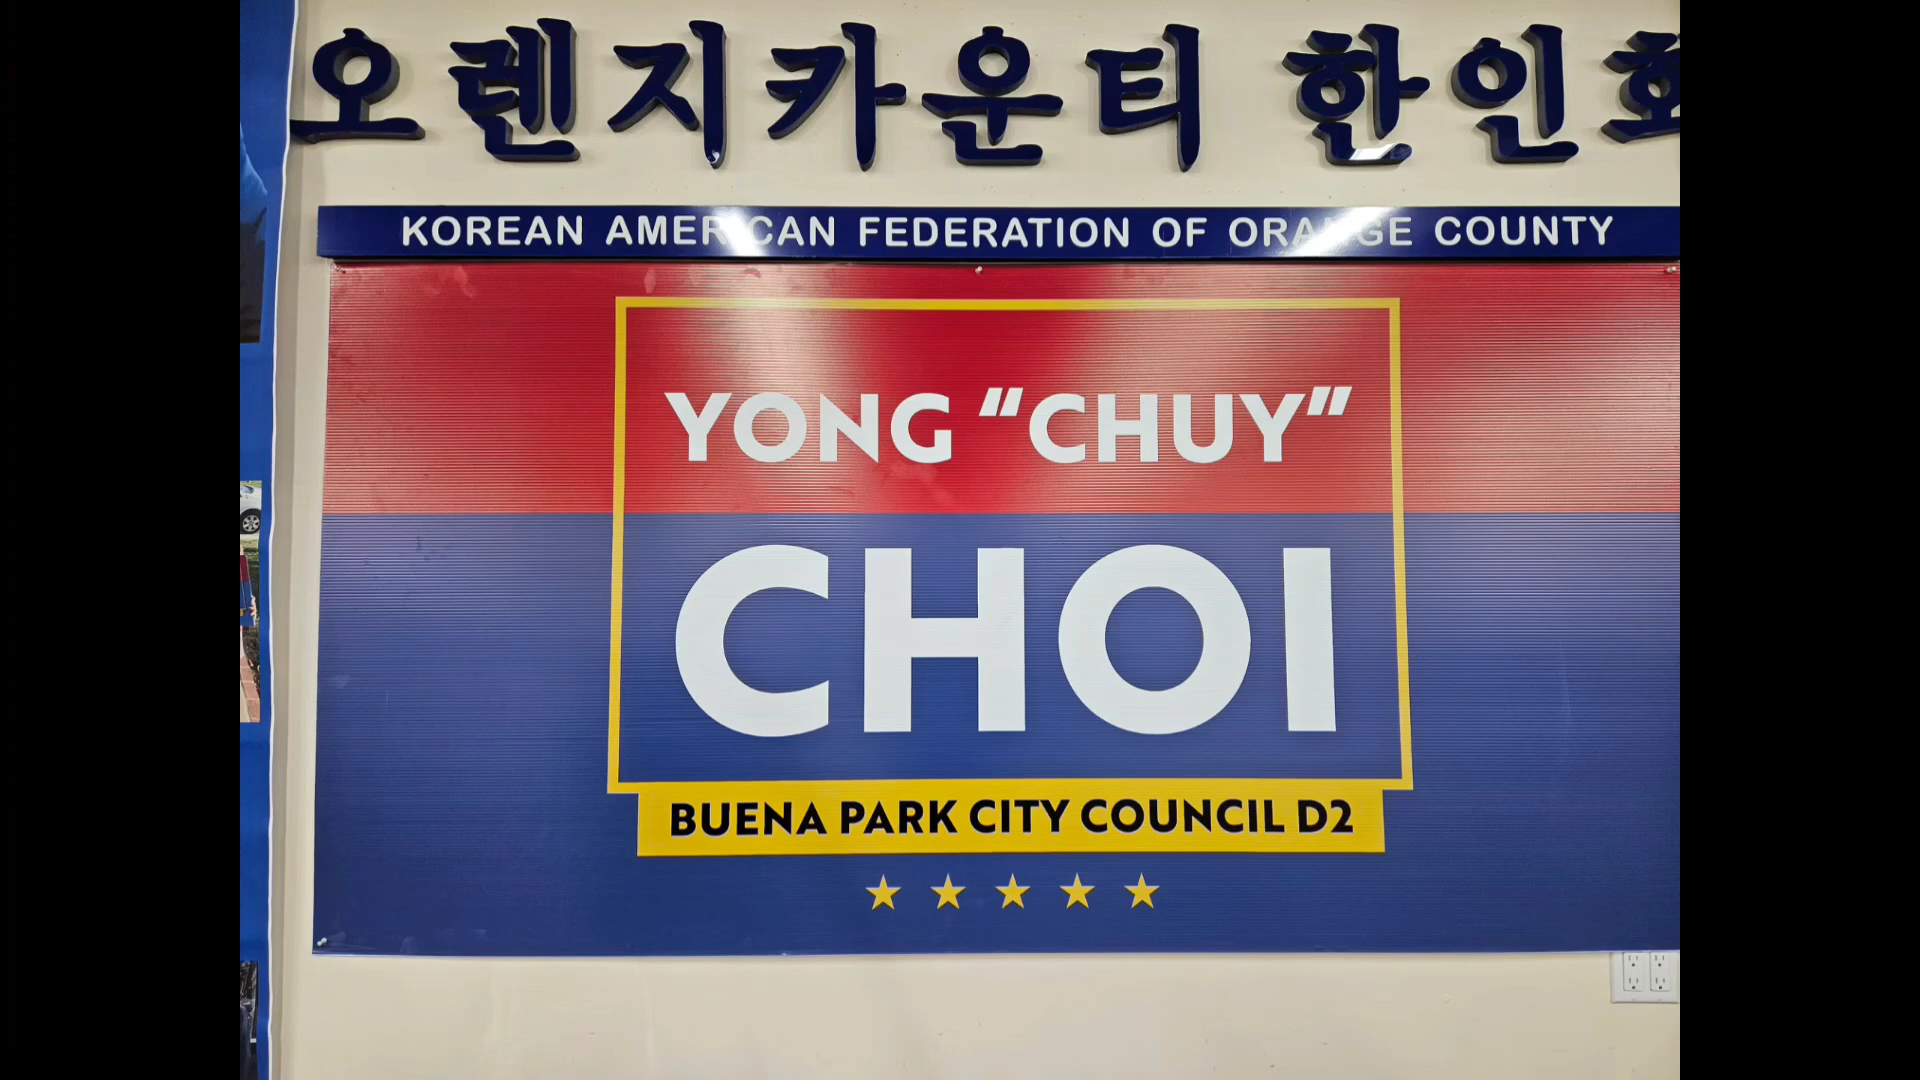 오렌지카운티 한인회
KOREAN AMERICAN FEDERATION OF ORANGE COUNTY
YONG “CHUY”
CHOI
BUENA PARK CITY COUNCIL D2